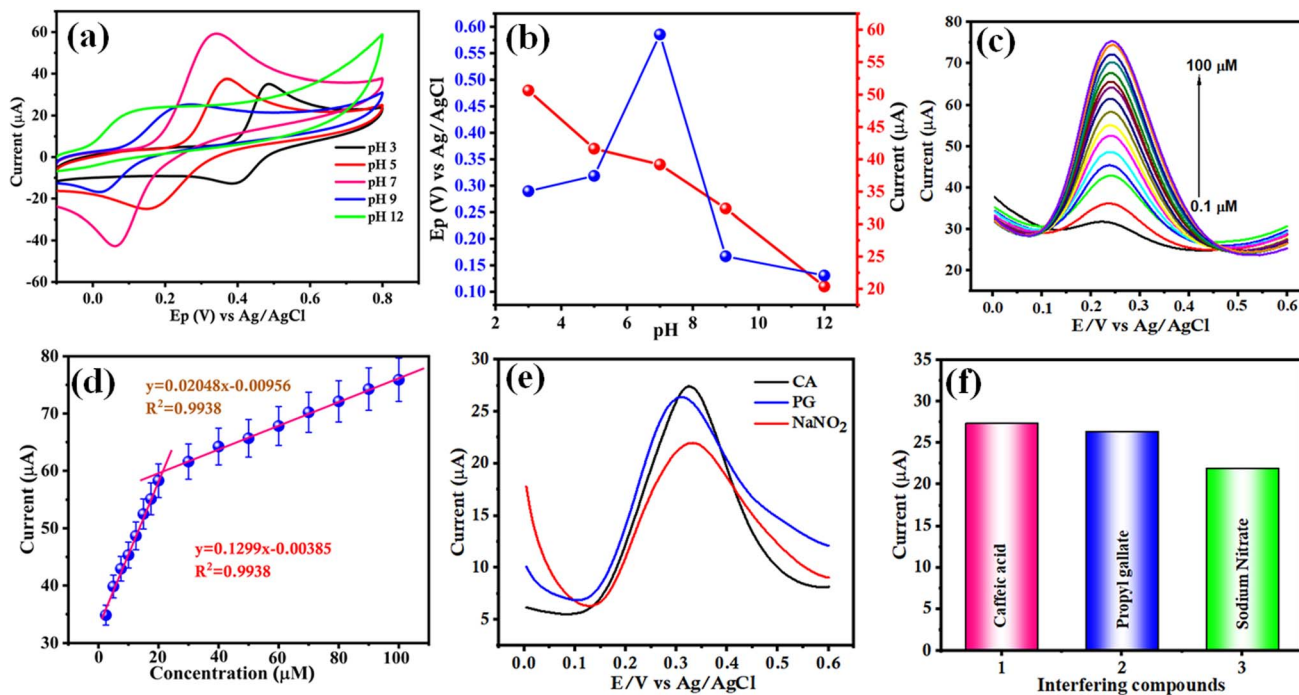 (a)
60
40
20
0
-20
-40
-60
Current (μA)
pH 3
pH 5
pH 7
pH 9
pH 12
0.0 0.2 0.4 0.6 0.8
Ep (V) vs Ag/AgCl
(b)
0.60
0.55
0.50
0.45
0.40
0.35
0.30
0.25
0.20
0.15
0.10
Ep (V) vs Ag/AgCl
60
55
50
45
40
35
30
25
20
Current (μA)
2 4 6 8 10 12
pH
(c)
80
70
60
50
40
30
20
Current (μA)
100 μM
0.1 μM
0.0 0.1 0.2 0.3 0.4 0.5 0.6
E/V vs Ag/AgCl
(d)
80
70
60
50
40
30
Current (μA)
y=0.02048x-0.00956
R²=0.9938
y=0.1299x-0.00385
R²=0.9938
0 20 40 60 80 100
Concentration (μM)
(e)
30
25
20
15
10
5
Current (μA)
CA
PG
NaNO₂
0.0 0.1 0.2 0.3 0.4 0.5 0.6
E/V vs Ag/AgCl
(f)
35
30
25
20
15
10
5
0
Current (μA)
Caffeic acid
Propyl gallate
Sodium Nitrate
1 2 3
Interfering compounds